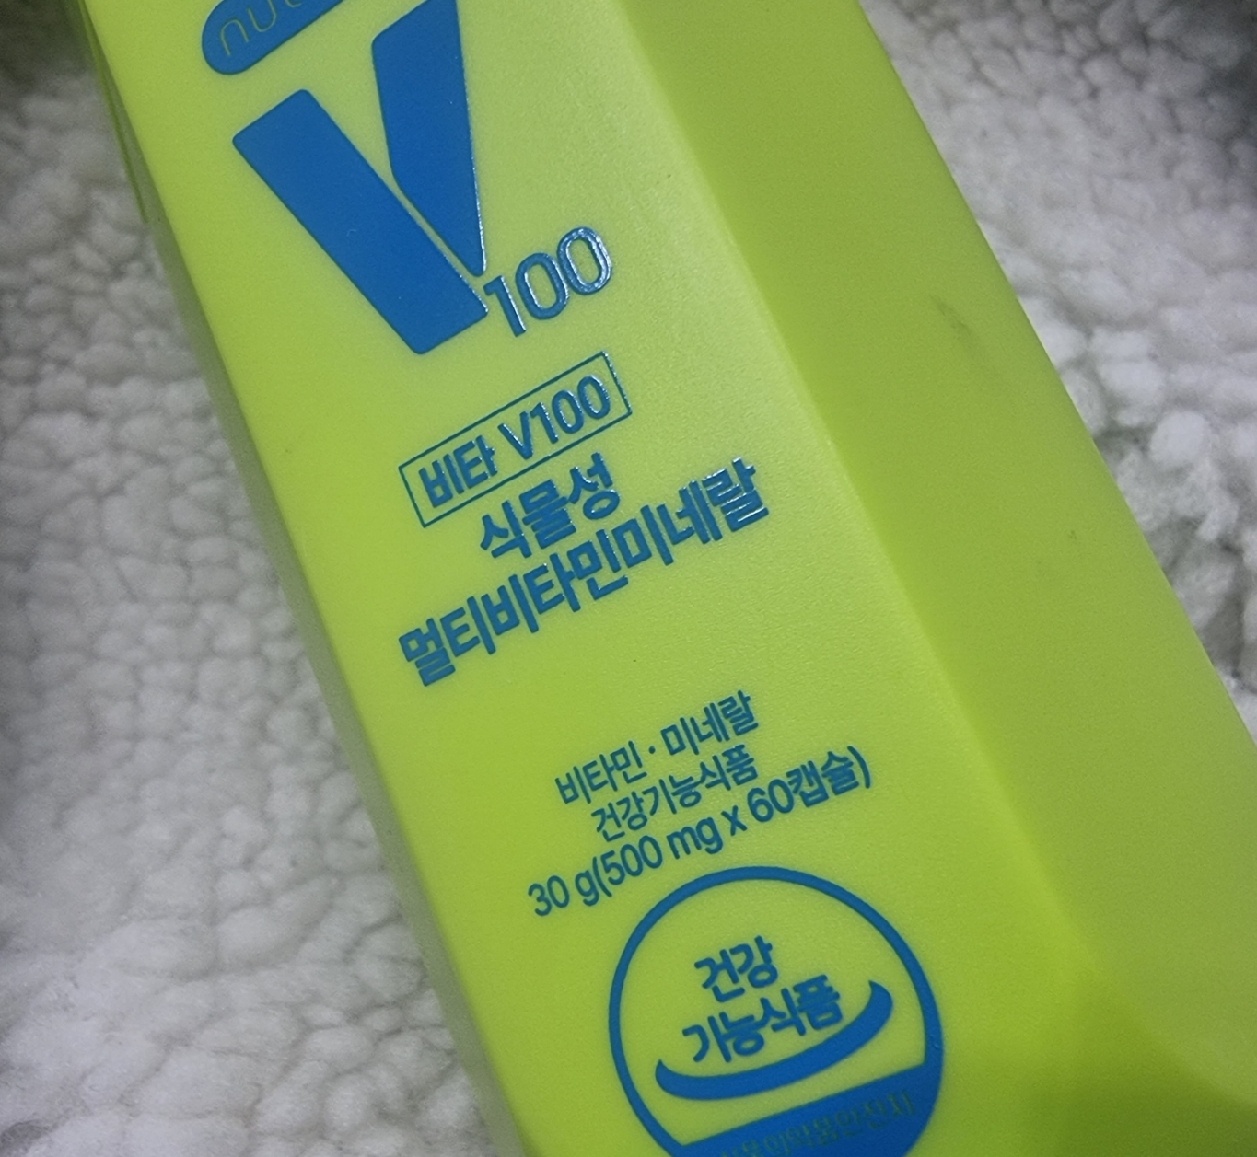 V
100
비타 V100
식물성
멀티비타민미네랄
비타민·미네랄
건강기능식품
30 g(500 mg x 60캡슐)
건강
기능식품